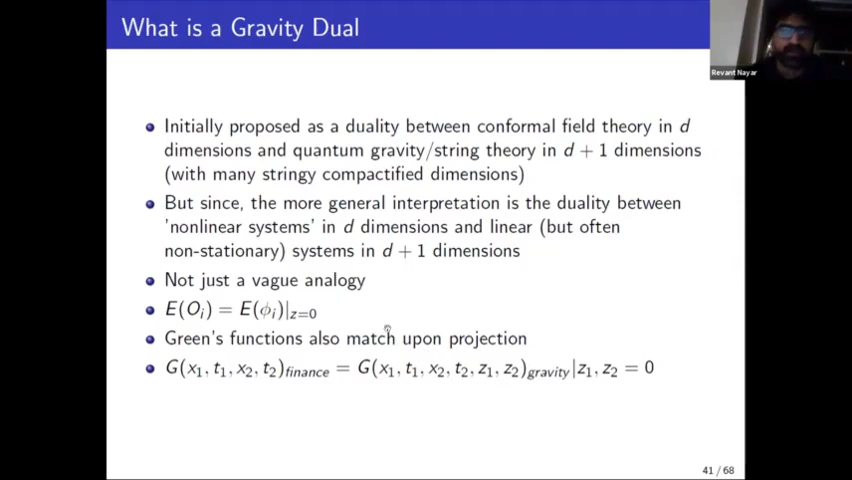 What is a Gravity Dual
Revant Nayar
Initially proposed as a duality between conformal field theory in d
dimensions and quantum gravity/string theory in d + 1 dimensions
(with many stringy compactified dimensions)
But since, the more general interpretation is the duality between
'nonlinear systems' in d dimensions and linear (but often
non-stationary) systems in d + 1 dimensions
Not just a vague analogy
E(O_i) = E(ϕ_i)|_{z=0}
Green's functions also match upon projection
G(x_1, t_1, x_2, t_2)_{finance} = G(x_1, t_1, x_2, t_2, z_1, z_2)_{gravity}|z_1, z_2 = 0
41 / 68